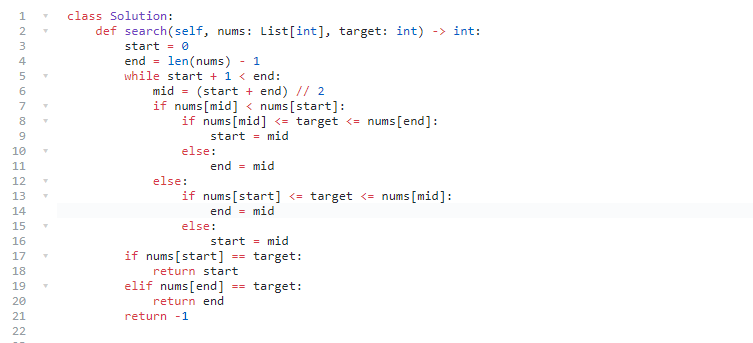 1 class Solution:
2     def search(self, nums: List[int], target: int) -> int:
3         start = 0
4         end = len(nums) - 1
5         while start + 1 < end:
6             mid = (start + end) // 2
7             if nums[mid] < nums[start]:
8                 if nums[mid] <= target <= nums[end]:
9                     start = mid
10                 else:
11                     end = mid
12             else:
13                 if nums[start] <= target <= nums[mid]:
14                     end = mid
15                 else:
16                     start = mid
17         if nums[start] == target:
18             return start
19         elif nums[end] == target:
20             return end
21         return -1
22